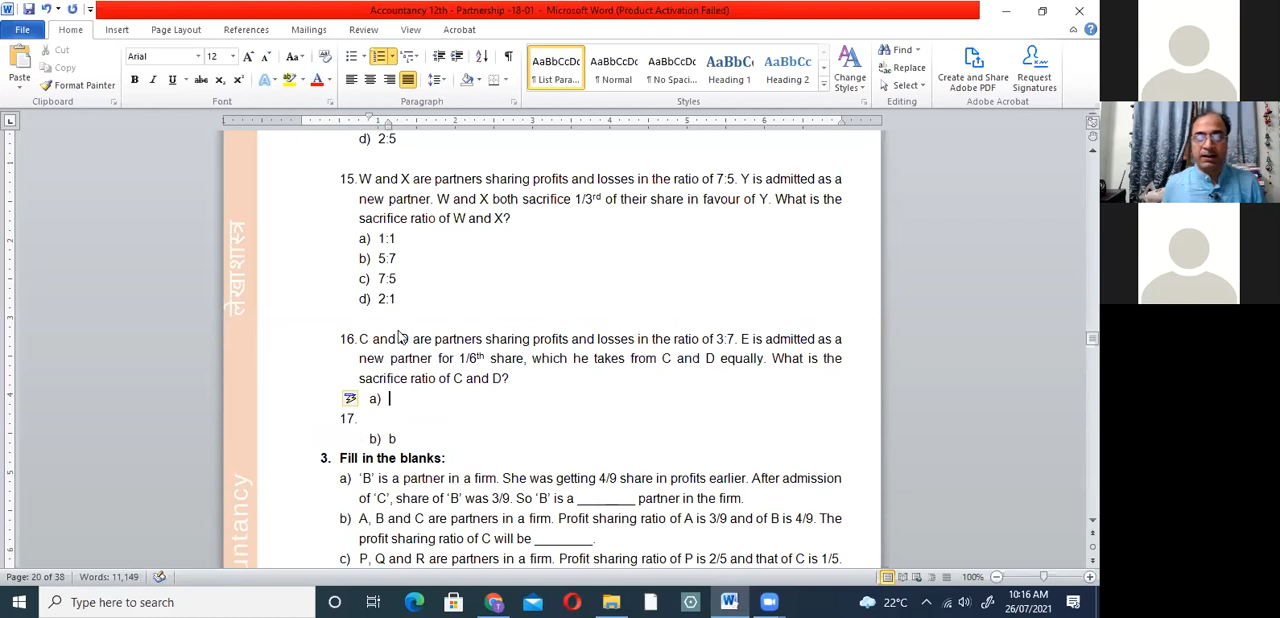 Accountancy 12th - Partnership -18-01 - Microsoft Word (Product Activation Failed)
File Home Insert Page Layout References Mailings Review View Acrobat
Paste
Cut
Copy
Format Painter
Clipboard
Arial 12
Font
Paragraph
AaBbCcDc AaBbCcDc AaBbCcDc AaBbCc AaBbCc
¶ List Para... ¶ Normal ¶ No Spaci... Heading 1 Heading 2
Change Styles
Styles
Find
Replace
Select
Editing
Create and Share Adobe PDF
Request Signatures
Adobe Acrobat
d) 2:5
15. W and X are partners sharing profits and losses in the ratio of 7:5. Y is admitted as a
new partner. W and X both sacrifice 1/3rd of their share in favour of Y. What is the
sacrifice ratio of W and X?
a) 1:1
b) 5:7
c) 7:5
d) 2:1
16. C and D are partners sharing profits and losses in the ratio of 3:7. E is admitted as a
new partner for 1/6th share, which he takes from C and D equally. What is the
sacrifice ratio of C and D?
a)
17.
b) b
3. Fill in the blanks:
a) ‘B’ is a partner in a firm. She was getting 4/9 share in profits earlier. After admission
of ‘C’, share of ‘B’ was 3/9. So ‘B’ is a ________ partner in the firm.
b) A, B and C are partners in a firm. Profit sharing ratio of A is 3/9 and of B is 4/9. The
profit sharing ratio of C will be ________.
c) P, Q and R are partners in a firm. Profit sharing ratio of P is 2/5 and that of C is 1/5.
लेखाशास्त्र
untancy
Page: 20 of 38 Words: 11,149 100%
Type here to search
22°C
10:16 AM
26/07/2021